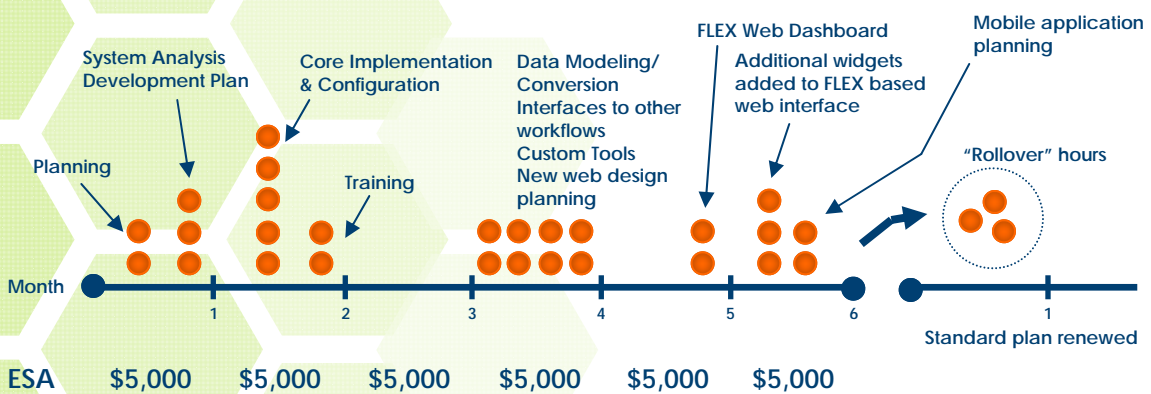 System Analysis
Development Plan
Core Implementation
& Configuration
Data Modeling/
Conversion
Interfaces to other
workflows
Custom Tools
New web design
planning
FLEX Web Dashboard
Additional widgets
added to FLEX based
web interface
Mobile application
planning
Planning
Training
“Rollover” hours
Month
1
2
3
4
5
6
1
Standard plan renewed
ESA $5,000 $5,000 $5,000 $5,000 $5,000 $5,000